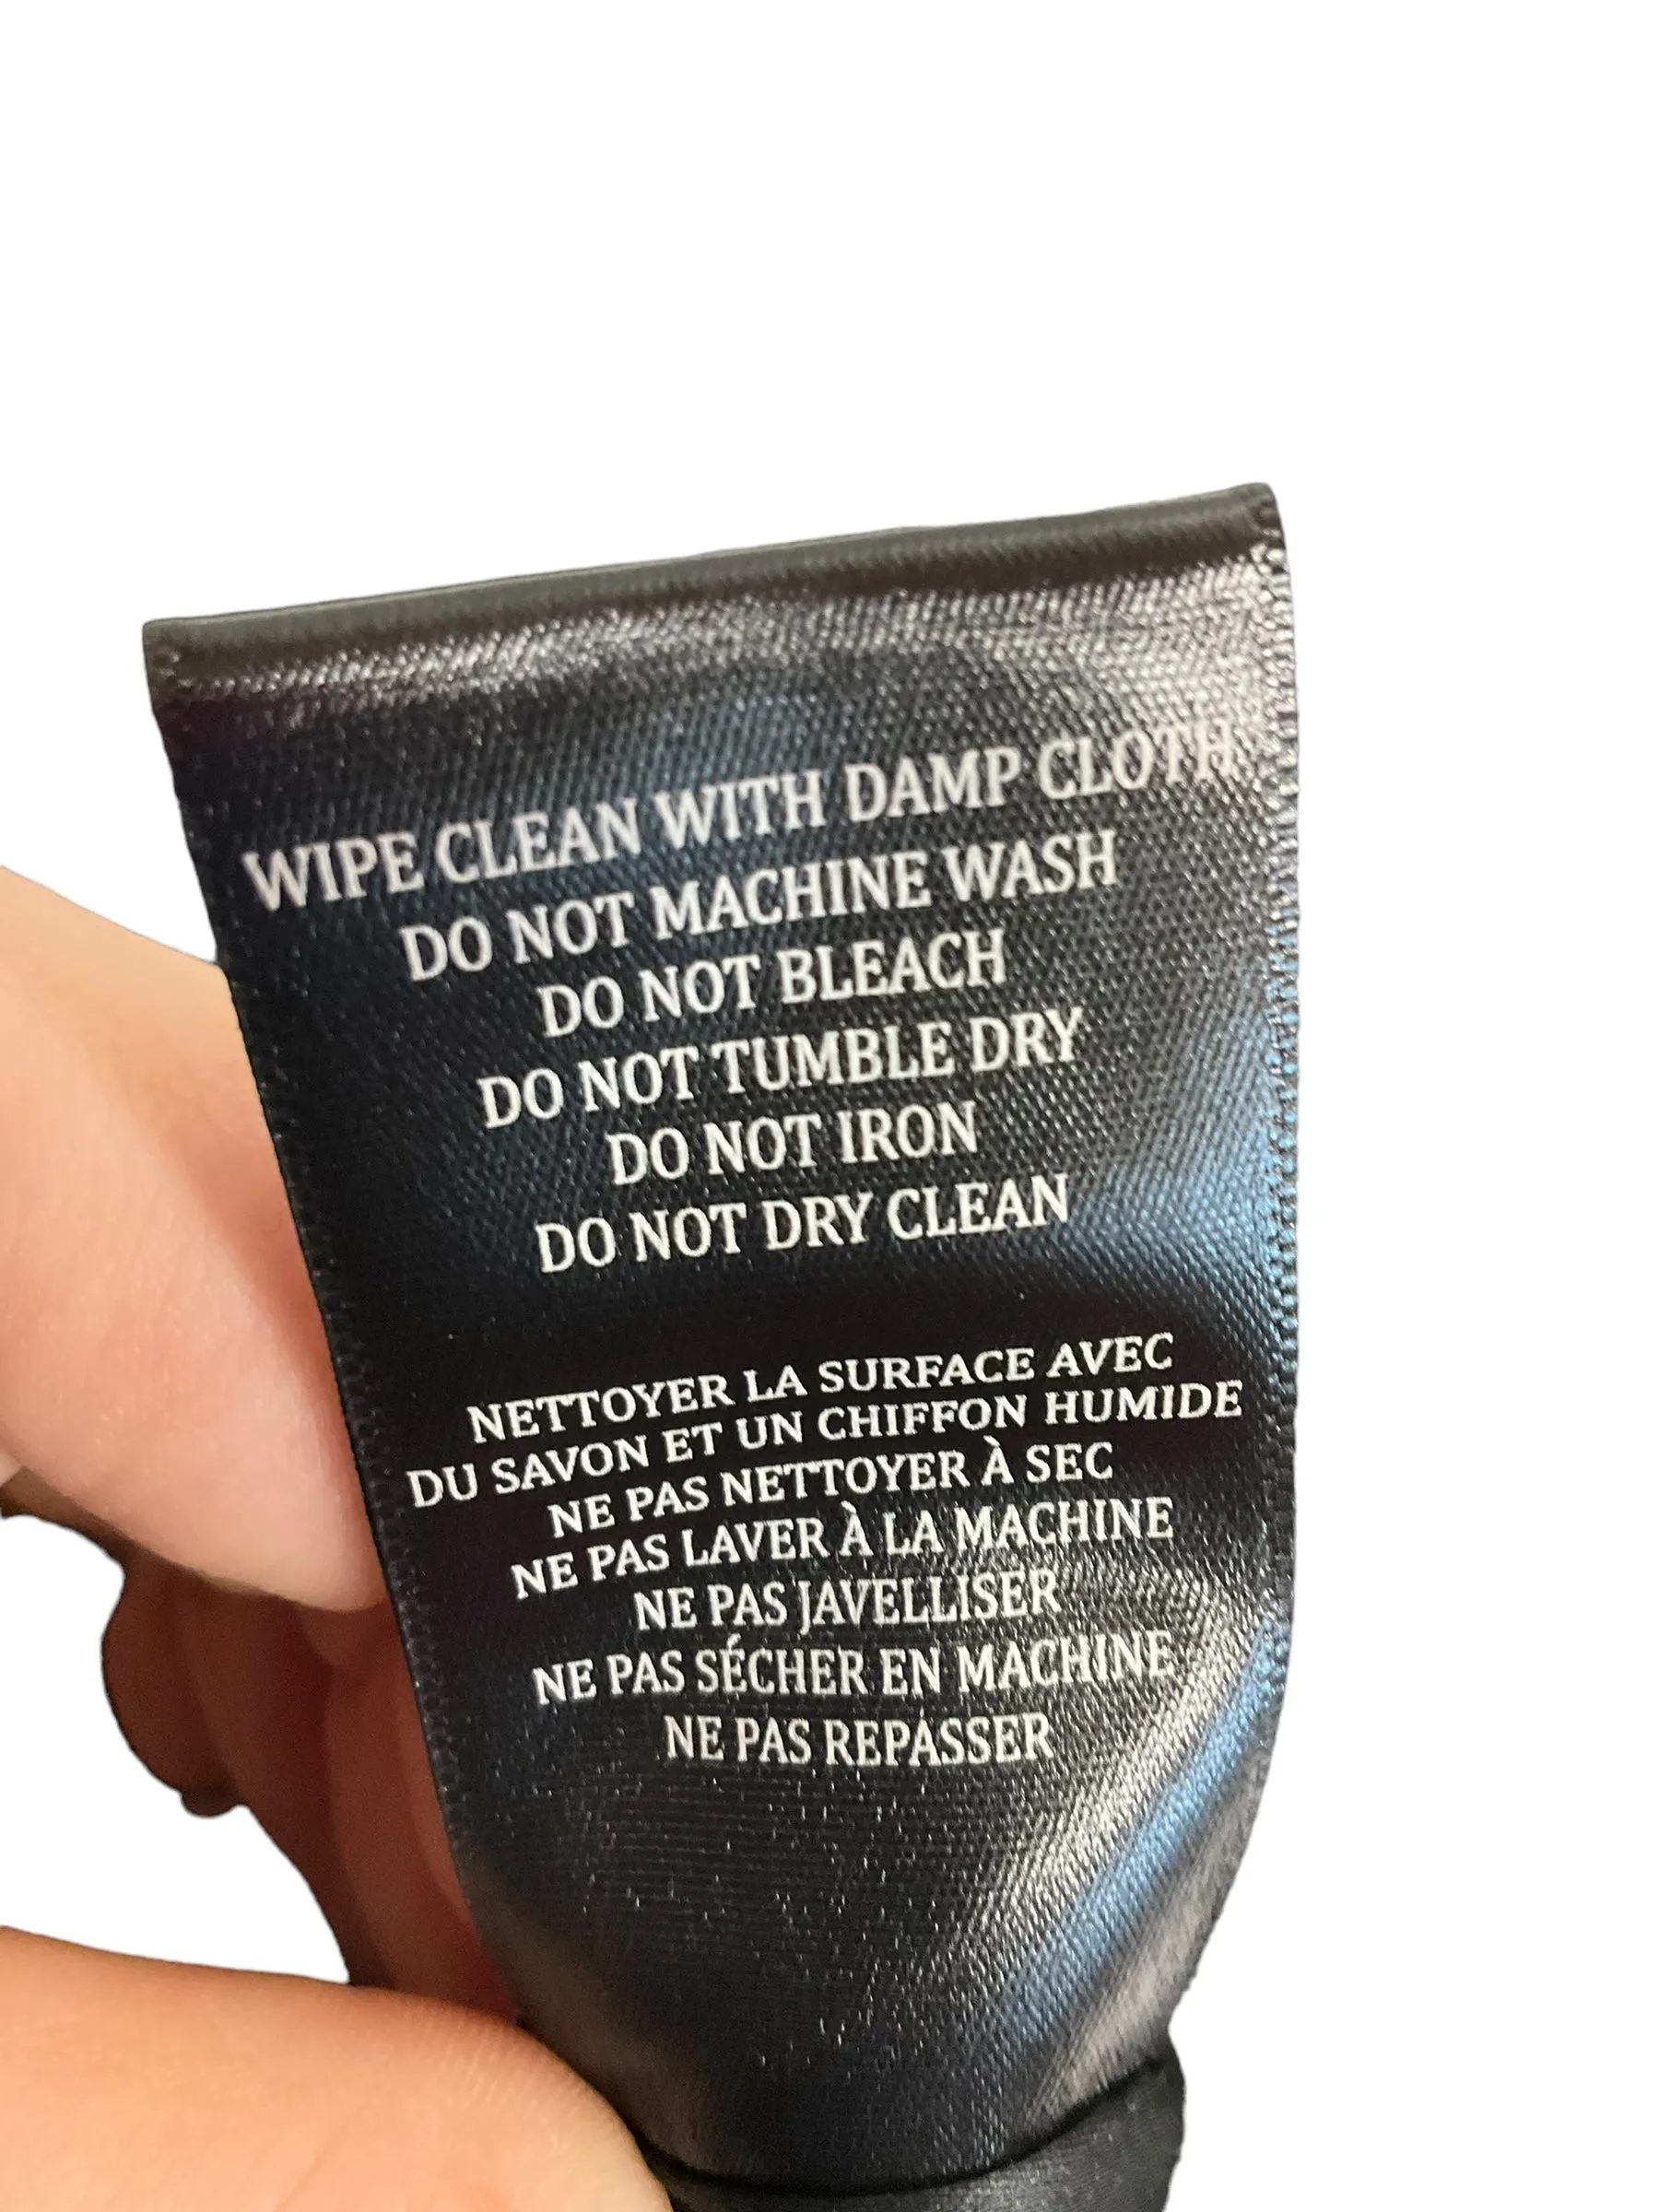 WIPE CLEAN WITH DAMP CLOTH
DO NOT MACHINE WASH
DO NOT BLEACH
DO NOT TUMBLE DRY
DO NOT IRON
DO NOT DRY CLEAN
NETTOYER LA SURFACE AVEC
DU SAVON ET UN CHIFFON HUMIDE
NE PAS NETTOYER À SEC
NE PAS LAVER À LA MACHINE
NE PAS JAVELLISER
NE PAS SÉCHER EN MACHINE
NE PAS REPASSER